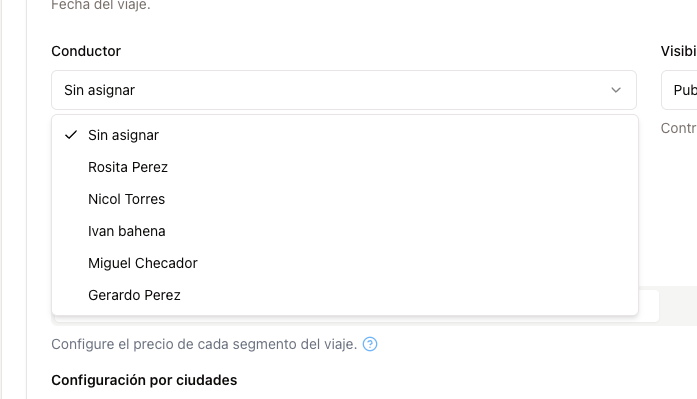 Fecha del viaje.
Conductor
Visibi
Sin asignar
Pub
Contr
Sin asignar
Rosita Perez
Nicol Torres
Ivan bahena
Miguel Checador
Gerardo Perez
Configure el precio de cada segmento del viaje.
Configuración por ciudades